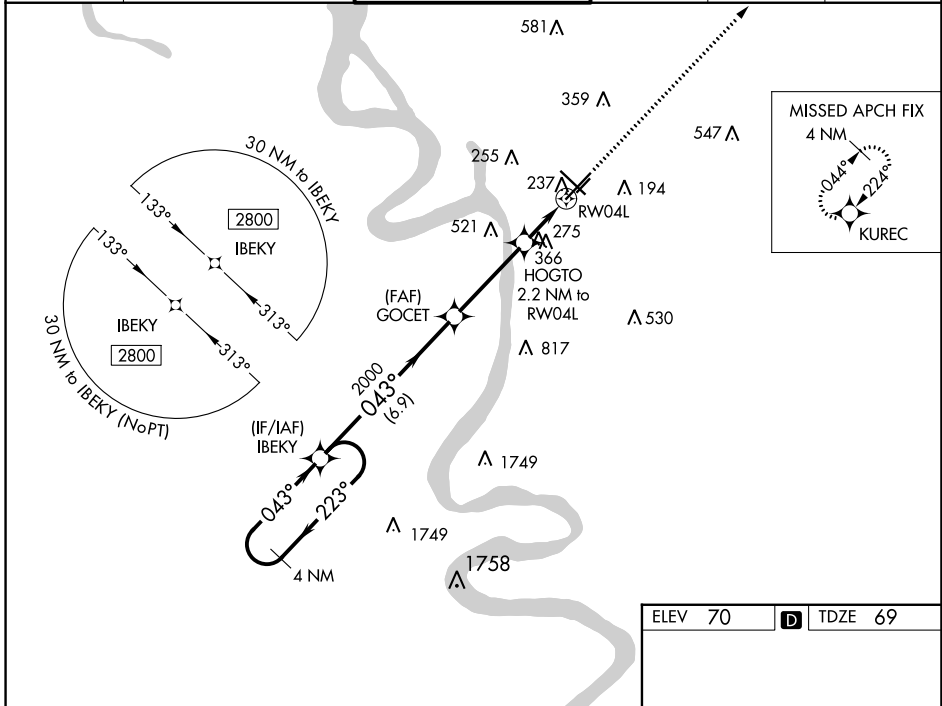 581
359
547
MISSED APCH FIX
4 NM
044°
224°
KUREC
30 NM to IBEKY
133°
2800
IBEKY
313°
255
237
194
RW04L
521
275
366
HOGTO
2.2 NM to
RW04L
133°
IBEKY
2800
313°
30 NM to IBEKY (NoPT)
(FAF)
GOCET
530
817
2000
043°
(6.9)
(IF/IAF)
IBEKY
043°
223°
4 NM
1749
1749
1758
ELEV 70 D TDZE 69